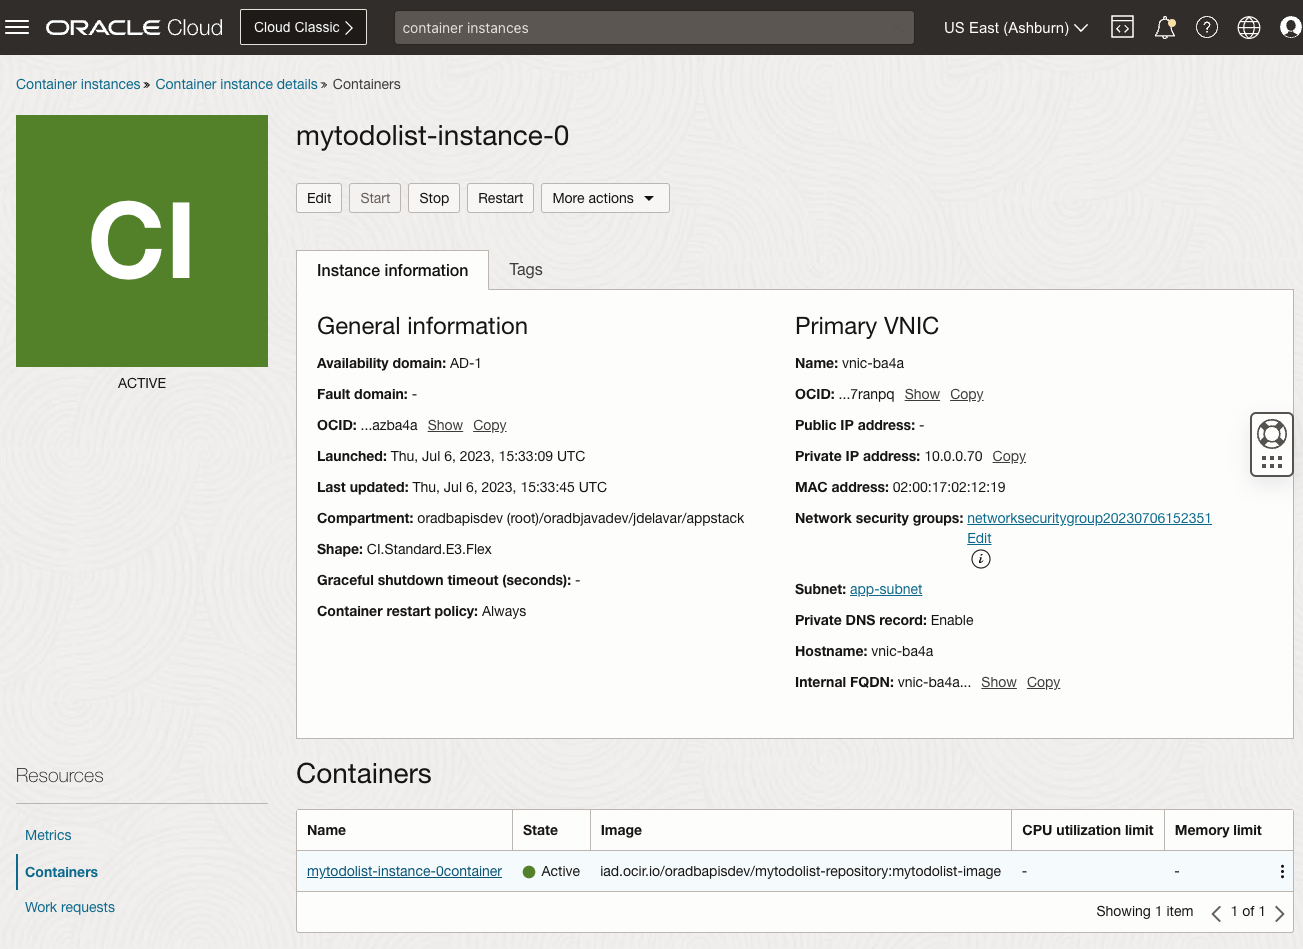 ORACLE Cloud Cloud Classic > container instances US East (Ashburn)
Container instances » Container instance details » Containers
CI
ACTIVE
mytodolist-instance-0
Edit Start Stop Restart More actions
Instance information Tags
General information
Availability domain: AD-1
Fault domain: -
OCID: ...azba4a Show Copy
Launched: Thu, Jul 6, 2023, 15:33:09 UTC
Last updated: Thu, Jul 6, 2023, 15:33:45 UTC
Compartment: oradbapisdev (root)/oradbjavadev/jdelavar/appstack
Shape: CI.Standard.E3.Flex
Graceful shutdown timeout (seconds): -
Container restart policy: Always
Primary VNIC
Name: vnic-ba4a
OCID: ...7ranpq Show Copy
Public IP address: -
Private IP address: 10.0.0.70 Copy
MAC address: 02:00:17:02:12:19
Network security groups: networksecuritygroup20230706152351
Edit
i
Subnet: app-subnet
Private DNS record: Enable
Hostname: vnic-ba4a
Internal FQDN: vnic-ba4a... Show Copy
Resources
Metrics
Containers
Work requests
Containers
Name State Image CPU utilization limit Memory limit
mytodolist-instance-0container Active iad.ocir.io/oradbapisdev/mytodolist-repository:mytodolist-image - -
Showing 1 item < 1 of 1 >